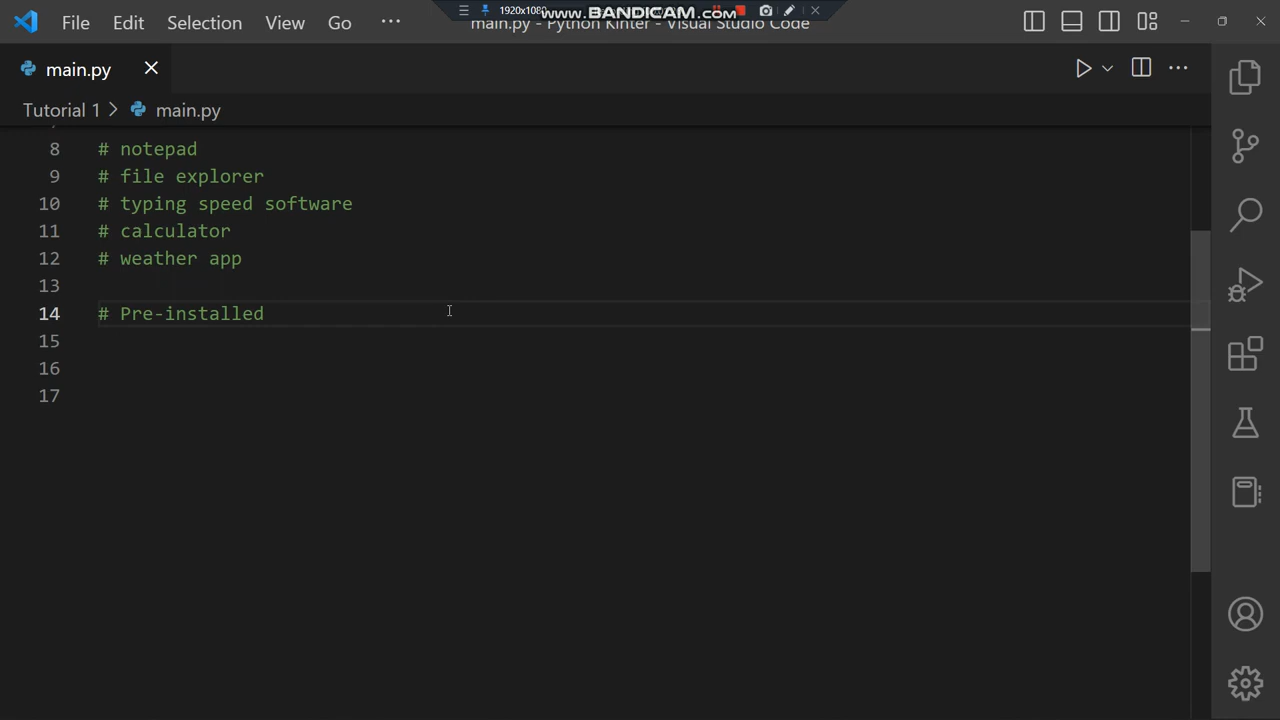 File Edit Selection View Go ...
1920x1080
www.BANDICAM.com
main.py - Python Kinter - Visual Studio Code
main.py
Tutorial 1 > main.py
8 # notepad
9 # file explorer
10 # typing speed software
11 # calculator
12 # weather app
13
14 # Pre-installed
15
16
17